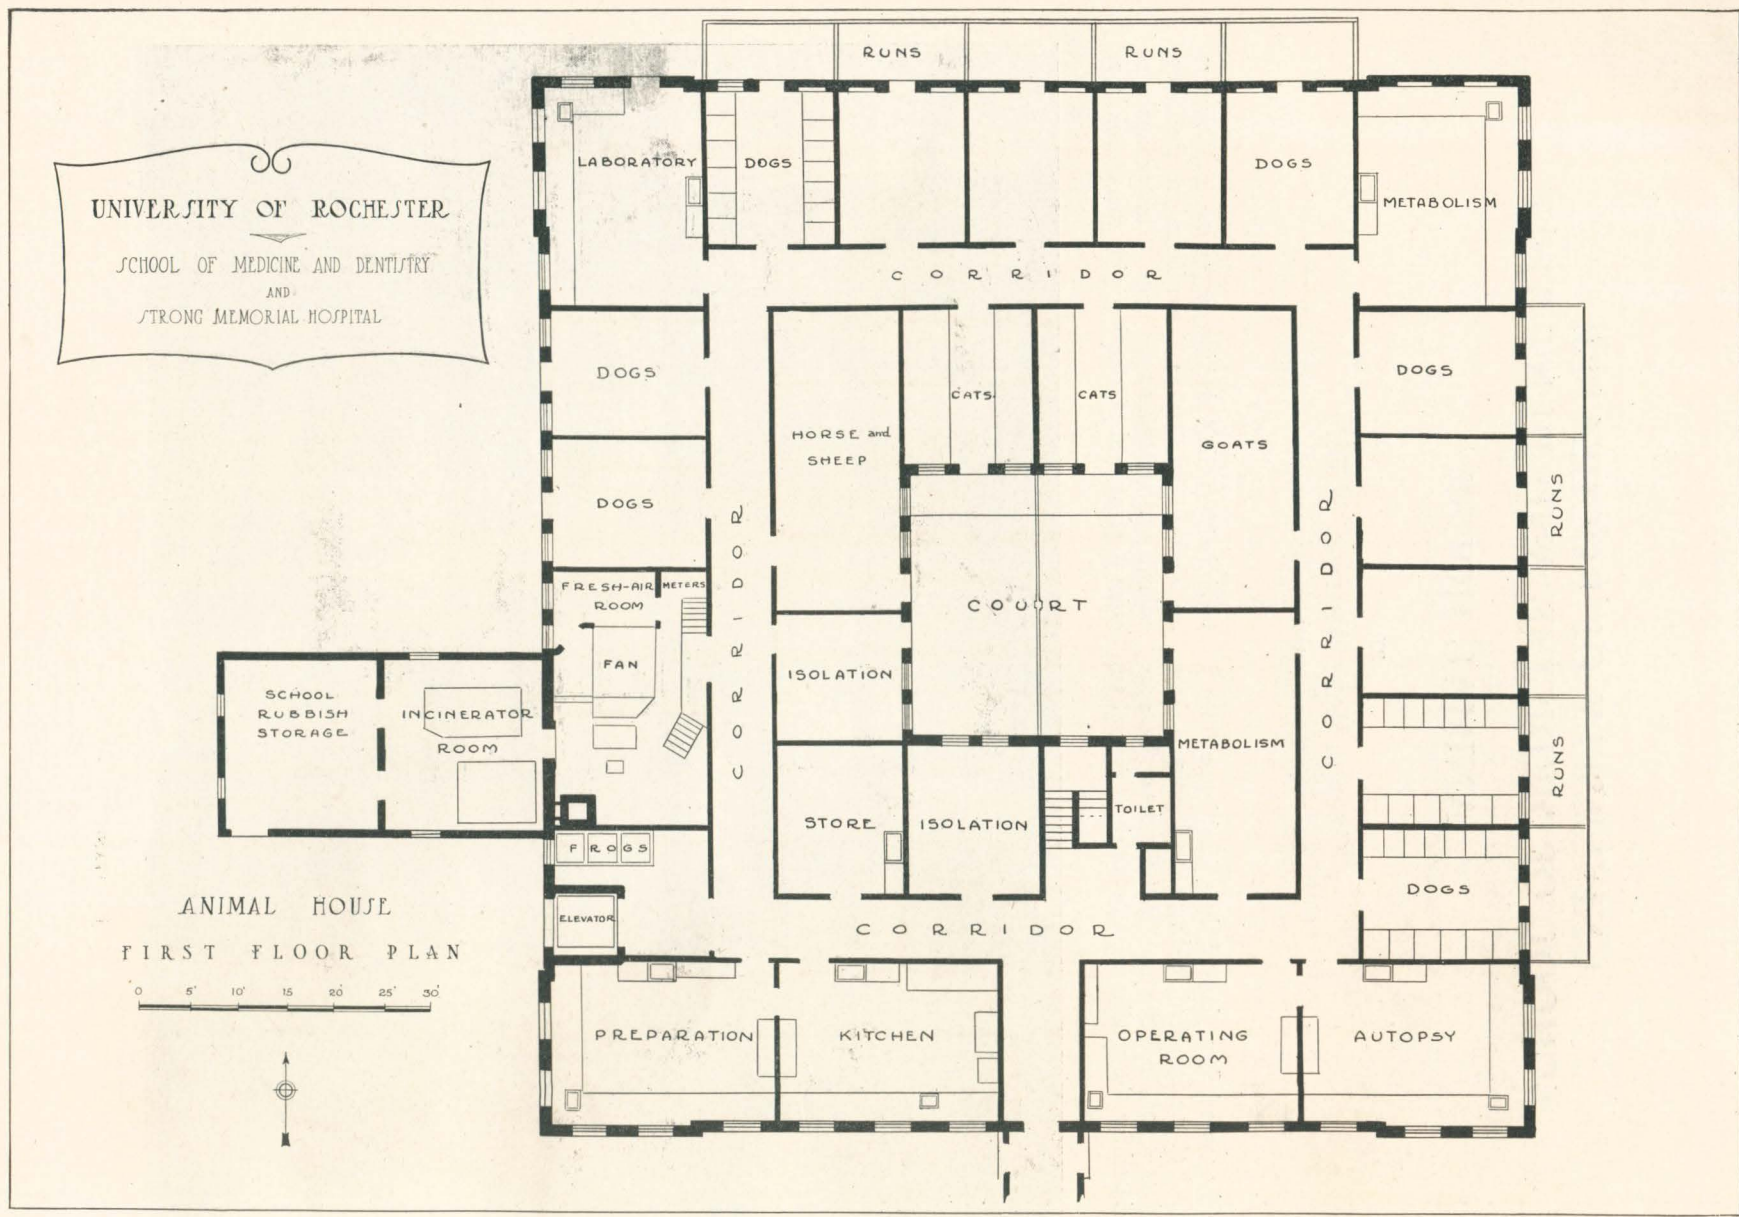 RUNS
RUNS
LABORATORY
DOGS
DOGS
METABOLISM
UNIVERSITY OF ROCHESTER
SCHOOL OF MEDICINE AND DENTISTRY
AND
STRONG MEMORIAL HOSPITAL
CORRIDOR
DOGS
DOGS
CATS
CATS
HORSE and
SHEEP
GOATS
DOGS
DOGS
RUNS
CORRIDOR
CORRIDOR
FRESH-AIR
ROOM
METERS
COURT
FAN
ISOLATION
SCHOOL
RUBBISH
STORAGE
INCINERATOR
ROOM
METABOLISM
RUNS
STORE
ISOLATION
TOILET
FROGS
DOGS
ELEVATOR
CORRIDOR
ANIMAL HOUSE
FIRST FLOOR PLAN
0 5' 10' 15 20 25' 30'
PREPARATION
KITCHEN
OPERATING
ROOM
AUTOPSY